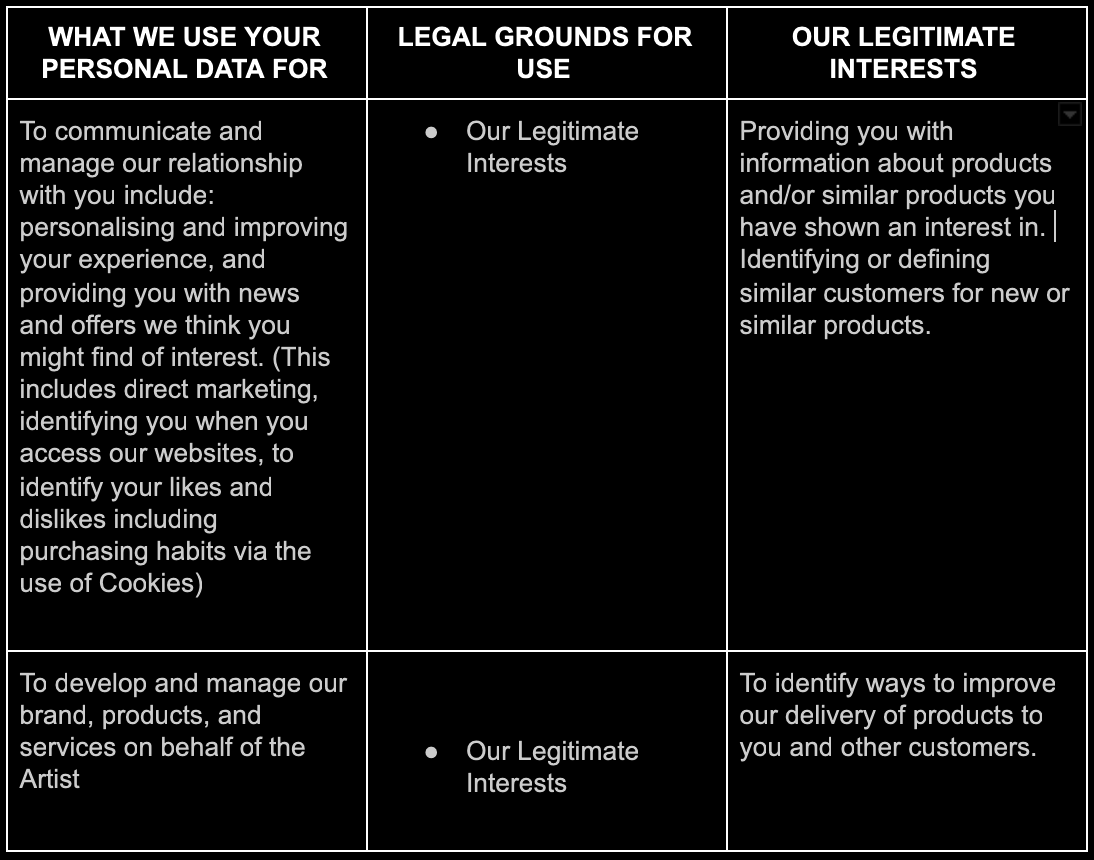 WHAT WE USE YOUR
PERSONAL DATA FOR
LEGAL GROUNDS FOR
USE
OUR LEGITIMATE
INTERESTS
To communicate and
manage our relationship
with you include:
personalising and improving
your experience, and
providing you with news
and offers we think you
might find of interest. (This
includes direct marketing,
identifying you when you
access our websites, to
identify your likes and
dislikes including
purchasing habits via the
use of Cookies)
● Our Legitimate
Interests
Providing you with
information about products
and/or similar products you
have shown an interest in.
Identifying or defining
similar customers for new or
similar products.
To develop and manage our
brand, products, and
services on behalf of the
Artist
● Our Legitimate
Interests
To identify ways to improve
our delivery of products to
you and other customers.